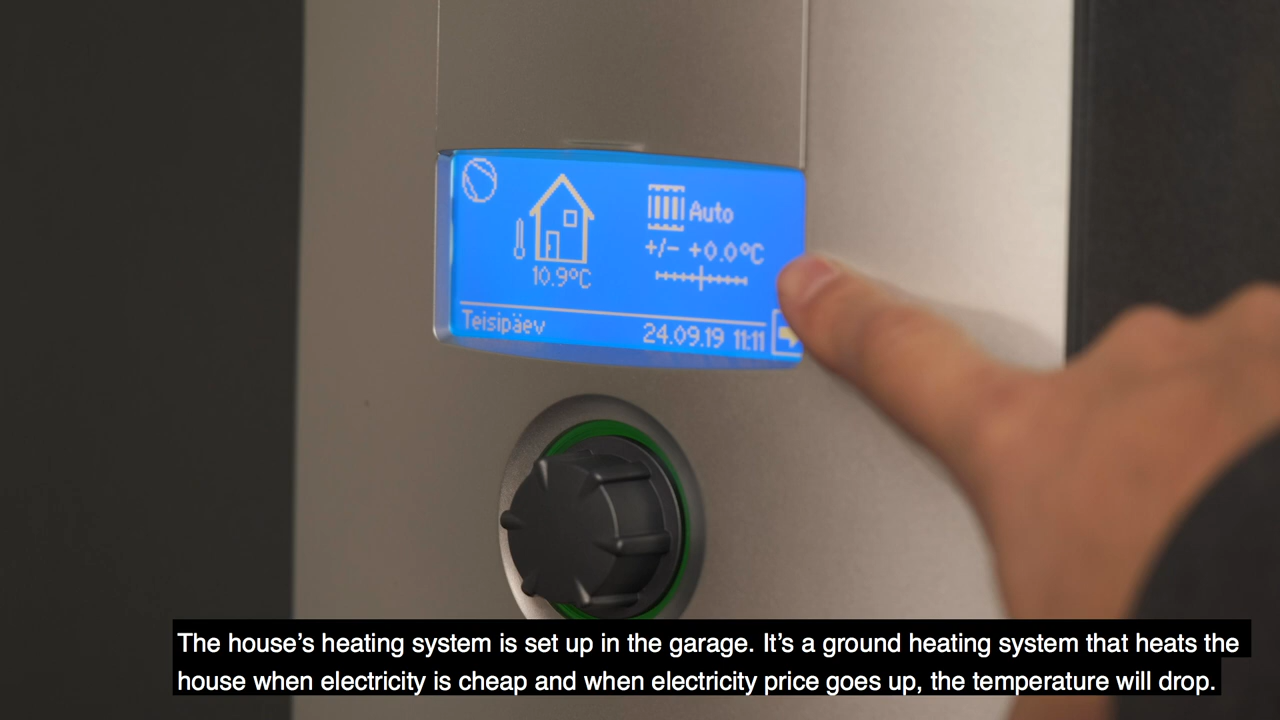 Auto
+/- +0.0°C
10.9°C
Teisipäev 24.09.19 11:11
The house’s heating system is set up in the garage. It’s a ground heating system that heats the
house when electricity is cheap and when electricity price goes up, the temperature will drop.